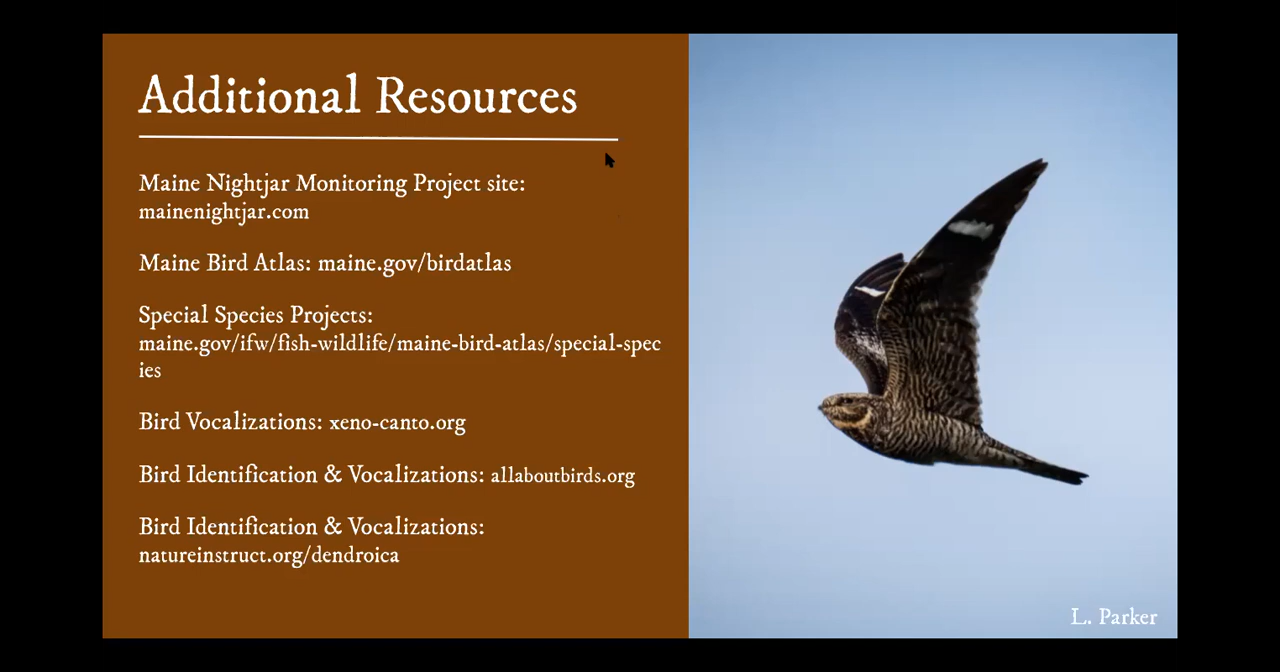 Additional Resources
Maine Nightjar Monitoring Project site:
mainenightjar.com
Maine Bird Atlas: maine.gov/birdatlas
Special Species Projects:
maine.gov/ifw/fish-wildlife/maine-bird-atlas/special-spec
ies
Bird Vocalizations: xeno-canto.org
Bird Identification & Vocalizations: allaboutbirds.org
Bird Identification & Vocalizations:
natureinstruct.org/dendroica
L. Parker